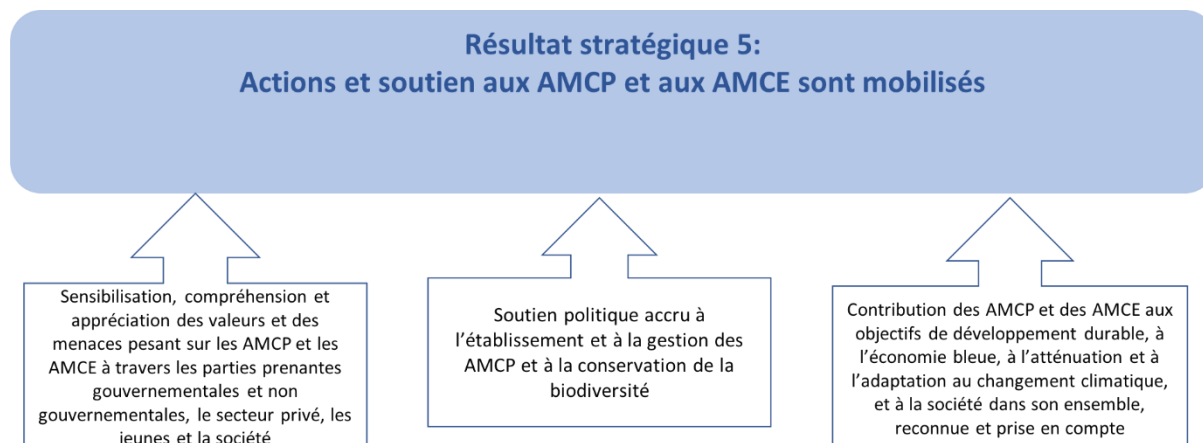 Résultat stratégique 5:
Actions et soutien aux AMCP et aux AMCE sont mobilisés
Sensibilisation, compréhension et
appréciation des valeurs et des
menaces pesant sur les AMCP et les
AMCE à travers les parties prenantes
gouvernementales et non
gouvernementales, le secteur privé, les
jeunes et la société
Soutien politique accru à
l’établissement et à la gestion des
AMCP et à la conservation de la
biodiversité
Contribution des AMCP et des AMCE aux
objectifs de développement durable, à
l’économie bleue, à l’atténuation et à
l’adaptation au changement climatique,
et à la société dans son ensemble,
reconnue et prise en compte